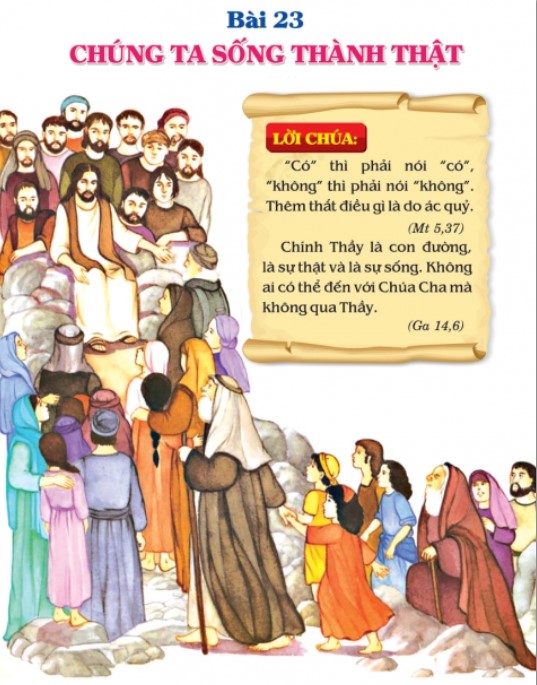 Bài 23
CHÚNG TA SỐNG THÀNH THẬT
LỜI CHÚA:
“Có” thì phải nói “có”,
“không” thì phải nói “không”.
Thêm thắt điều gì là do ác quỷ.
(Mt 5,37)
Chính Thầy là con đường,
là sự thật và là sự sống. Không
ai có thể đến với Chúa Cha mà
không qua Thầy.
(Ga 14,6)